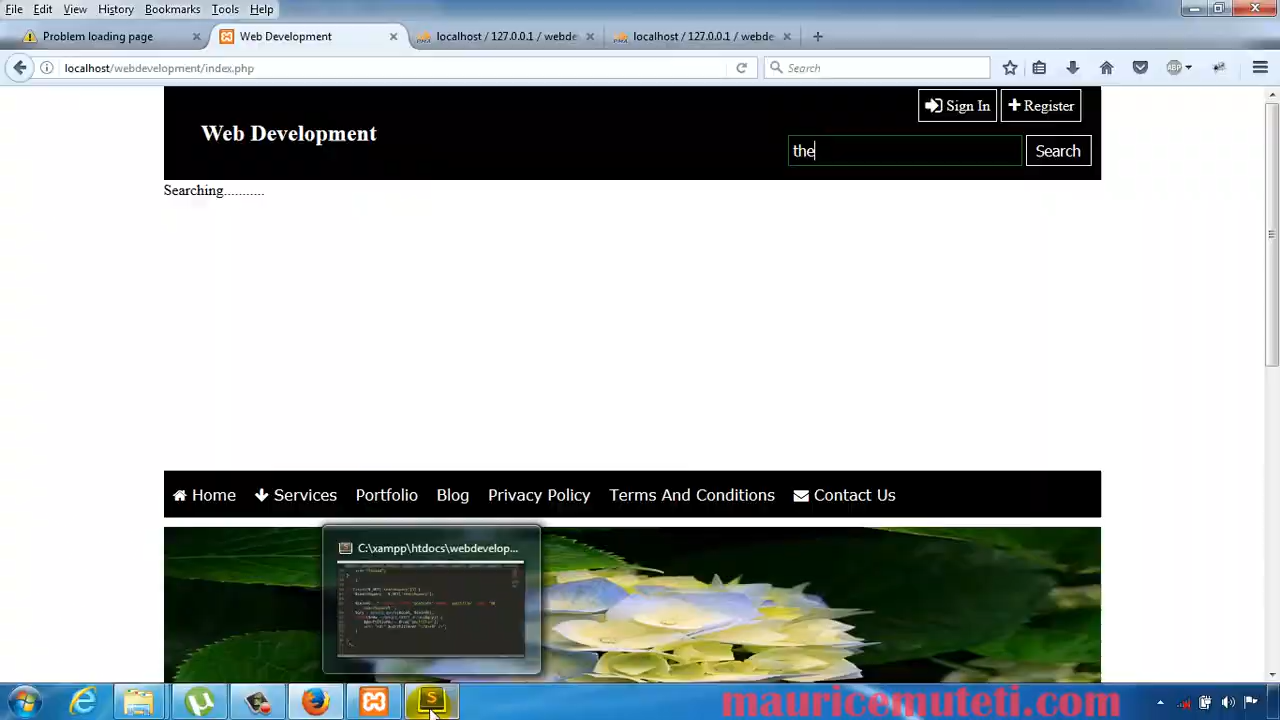 File Edit View History Bookmarks Tools Help
Problem loading page
Web Development
localhost / 127.0.0.1 / webde
localhost / 127.0.0.1 / webde
localhost/webdevelopment/index.php
Search
Sign In
Register
Web Development
the
Search
Searching...........
Home
Services
Portfolio
Blog
Privacy Policy
Terms And Conditions
Contact Us
C:\xampp\htdocs\webdevelop...
mauricemuteti.com